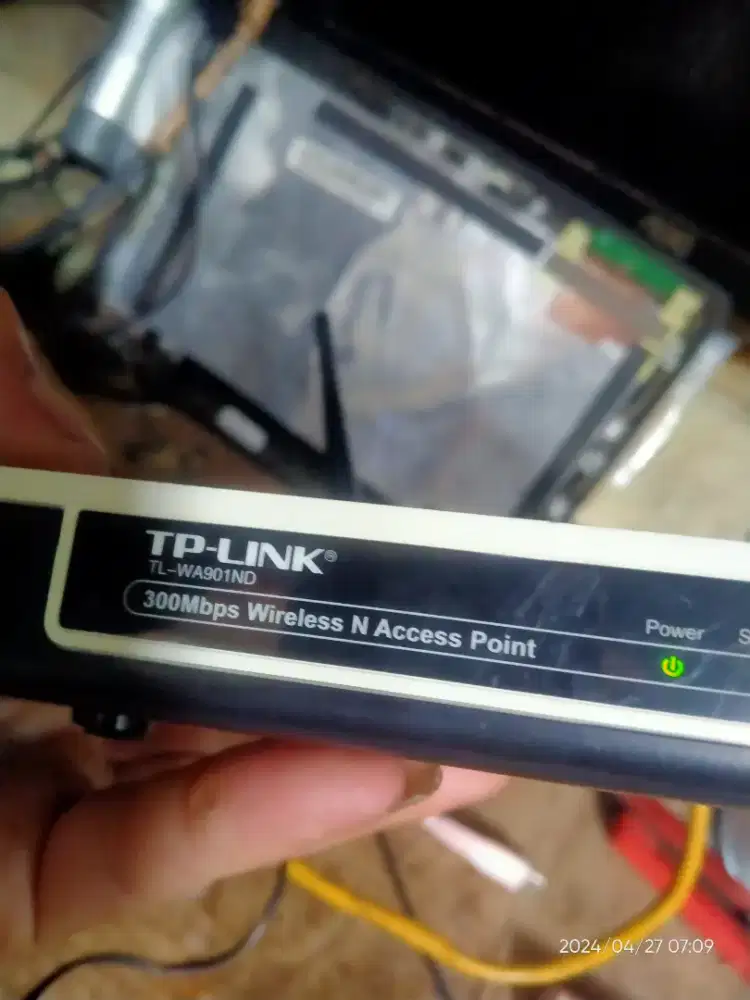 TP-LINK®
TL-WA901ND
300Mbps Wireless N Access Point
Power
S
2024/04/27 07:09